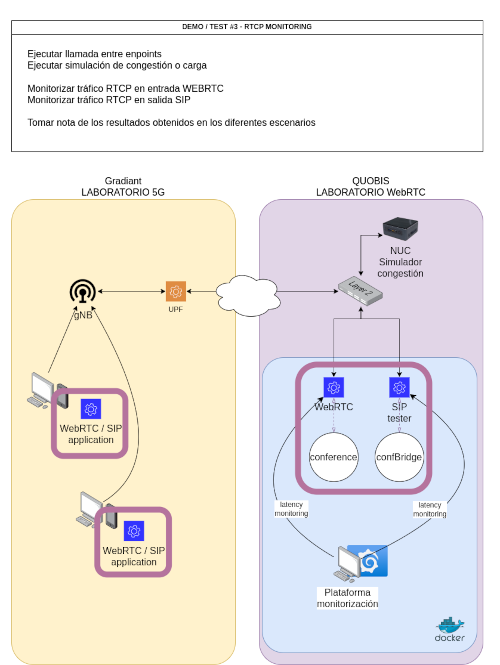 DEMO / TEST #3 - RTCP MONITORING
Ejecutar llamada entre enpoints
Ejecutar simulación de congestión o carga
Monitorizar tráfico RTCP en entrada WEBRTC
Monitorizar tráfico RTCP en salida SIP
Tomar nota de los resultados obtenidos en los diferentes escenarios
Gradiant
LABORATORIO 5G
QUOBIS
LABORATORIO WebRTC
NUC
Simulador
congestión
Layer 2
gNB
UPF
WebRTC / SIP
application
WebRTC / SIP
application
WebRTC
SIP
tester
conference
confBridge
latency
monitoring
latency
monitoring
Plataforma
monitorización
docker